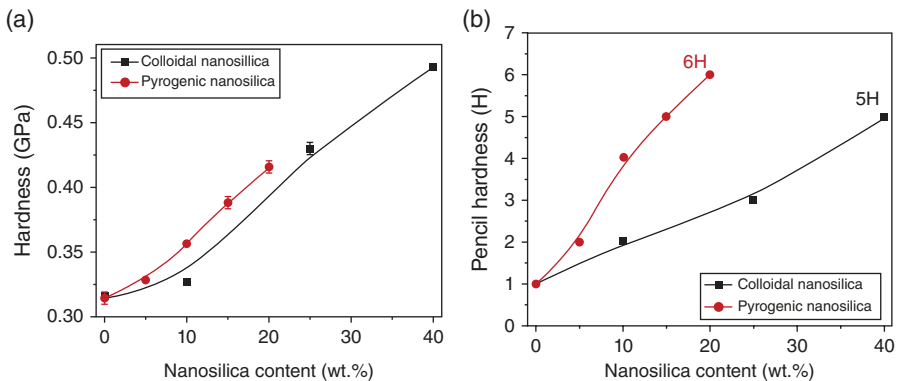 (a)
0.50
0.45
0.40
0.35
0.30
Hardness (GPa)
Colloidal nanosillica
Pyrogenic nanosilica
0 10 20 30 40
Nanosilica content (wt.%)
(b)
7
6
5
4
3
2
1
Pencil hardness (H)
6H
5H
Colloidal nanosilica
Pyrogenic nanosilica
0 10 20 30 40
Nanosilica content (wt.%)